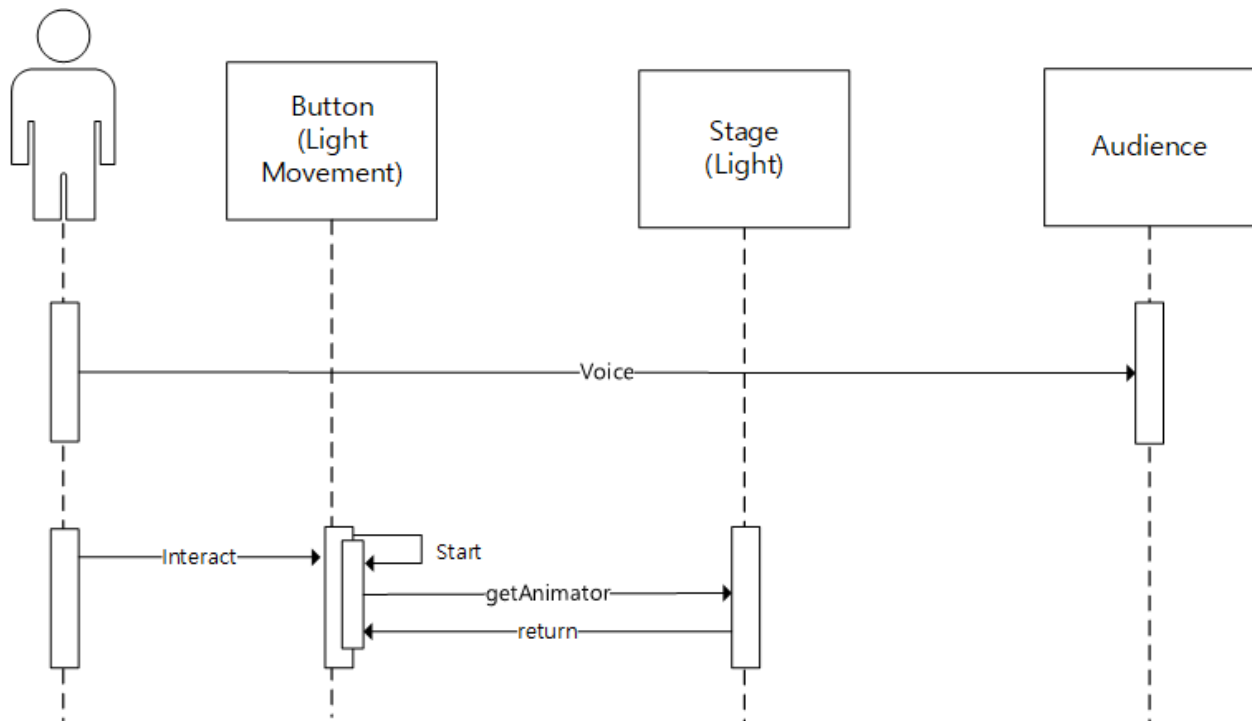 Button
(Light
Movement)
Stage
(Light)
Audience
Voice
Interact
Start
getAnimator
return